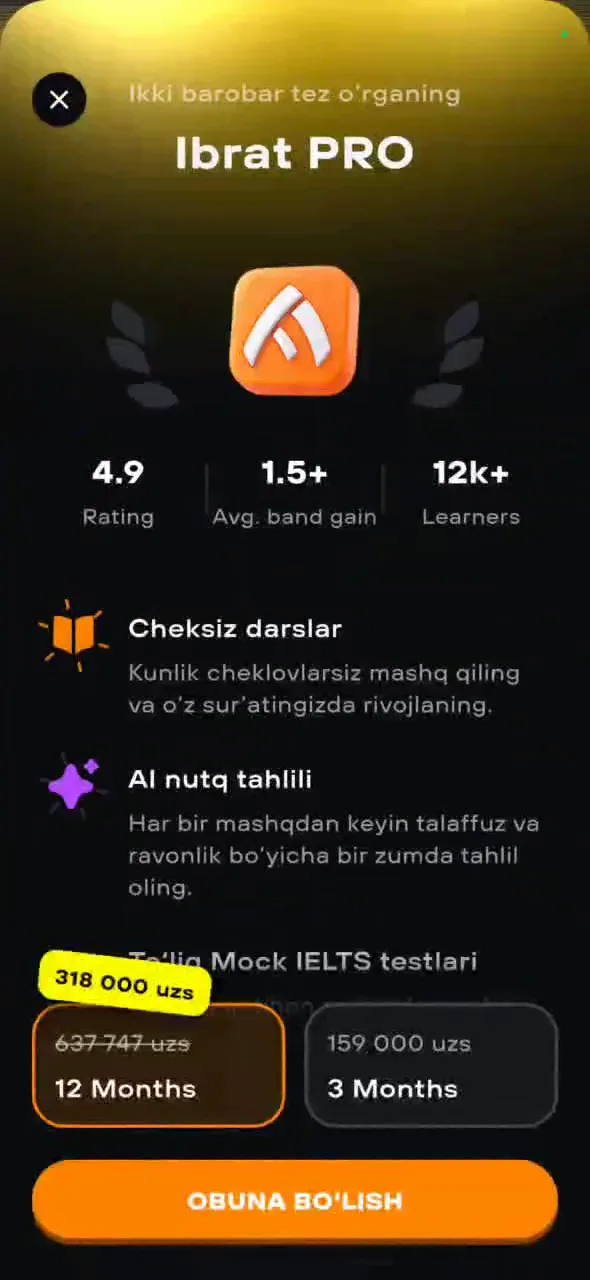 Ikki barobar tez o'rganing
Ibrat PRO
4.9
Rating
1.5+
Avg. band gain
12k+
Learners
Cheksiz darslar
Kunlik cheklovlarsiz mashq qiling
va o'z sur'atingizda rivojlaning.
AI nutq tahlili
Har bir mashqdan keyin talaffuz va
ravonlik bo'yicha bir zumda tahlil
oling.
To'liq Mock IELTS testlari
318 000 uzs
637 747 uzs
12 Months
159 000 uzs
3 Months
OBUNA BO'LISH